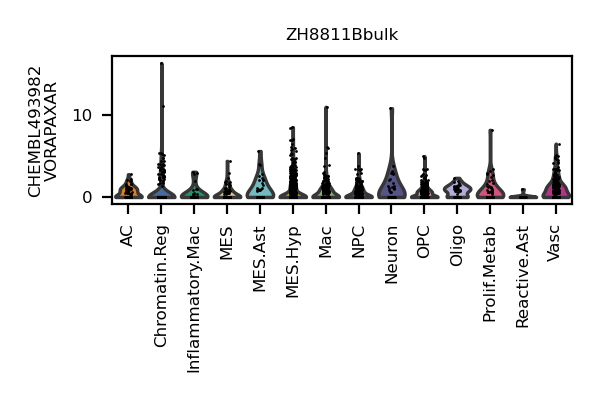 ZH8811Bbulk
CHEMBL493982
VORAPAXAR
10
0
AC
Chromatin.Reg
Inflammatory.Mac
MES
MES.Ast
MES.Hyp
Mac
NPC
Neuron
OPC
Oligo
Prolif.Metab
Reactive.Ast
Vasc